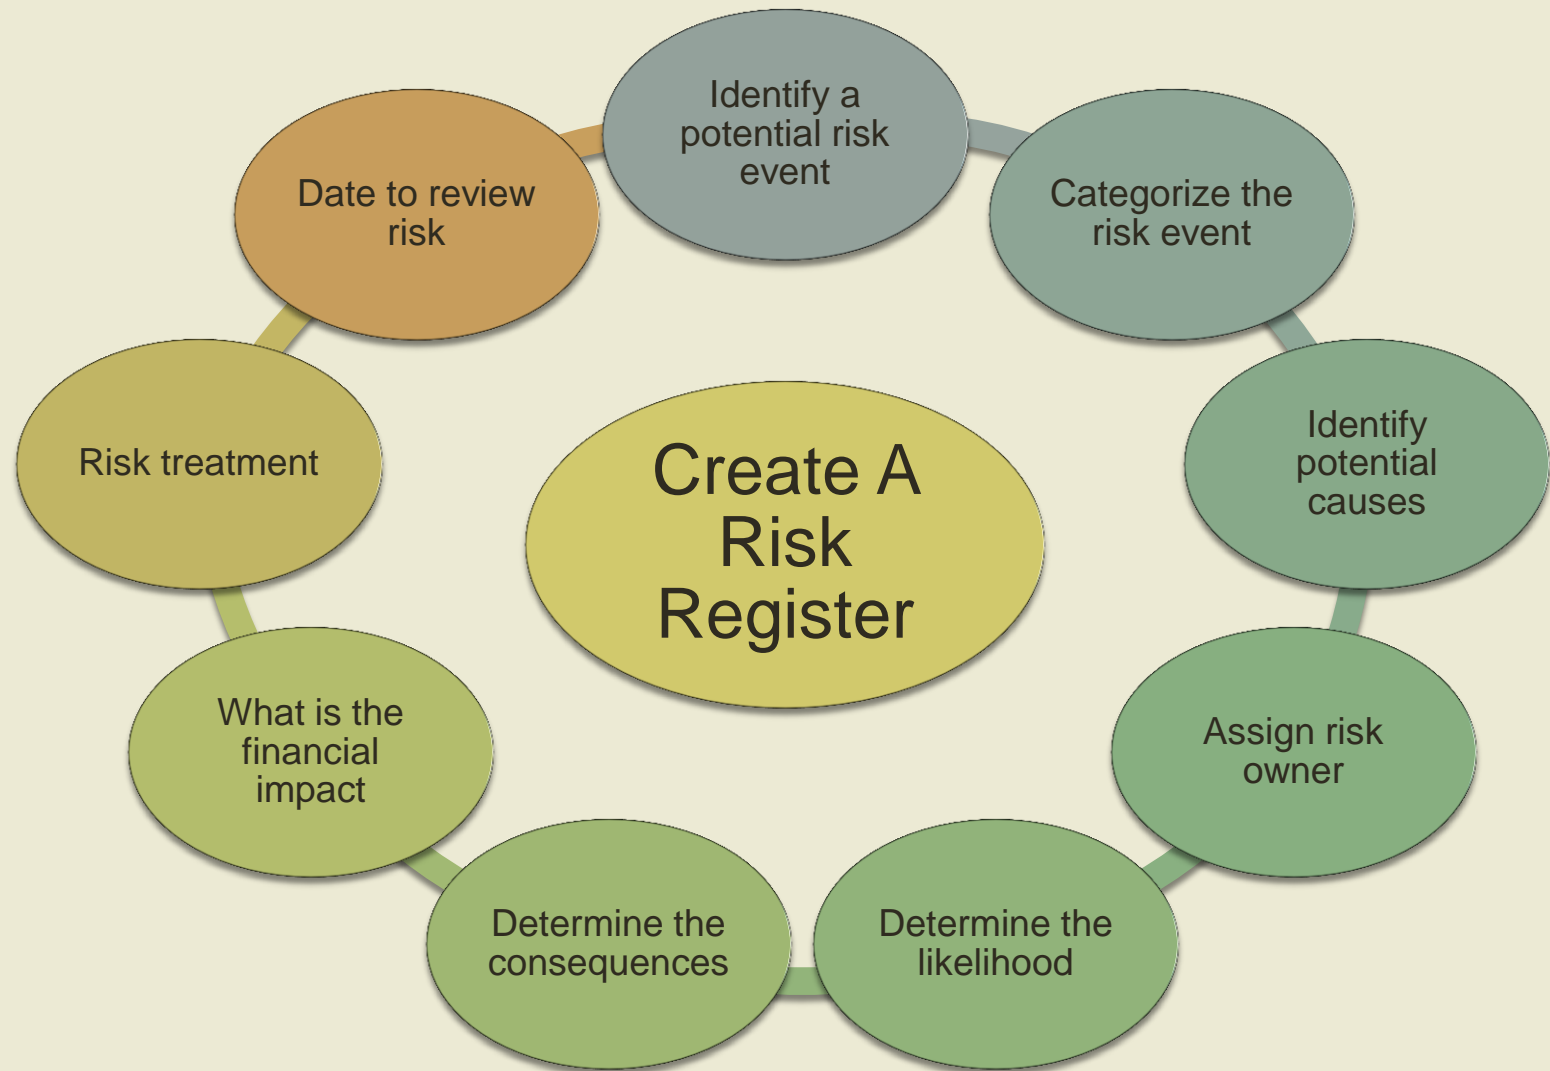 Identify a
potential risk
event
Categorize the
risk event
Identify
potential
causes
Assign risk
owner
Determine the
likelihood
Determine the
consequences
What is the
financial
impact
Risk treatment
Date to review
risk
Create A
Risk
Register